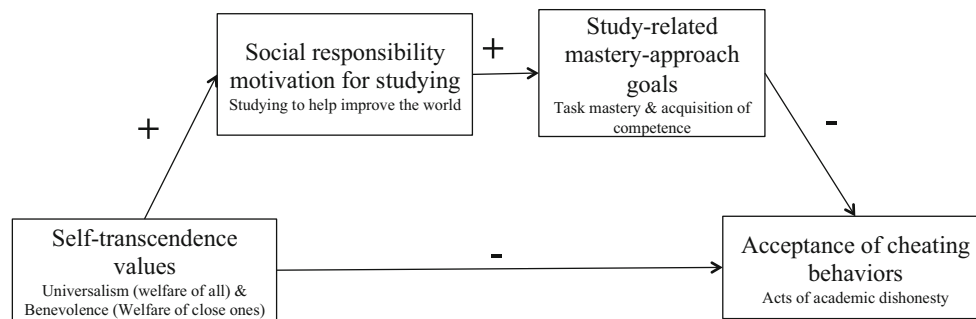 Social responsibility
motivation for studying
Studying to help improve the world
+
Study-related
mastery-approach
goals
Task mastery & acquisition of
competence
+
-
Self-transcendence
values
Universalism (welfare of all) &
Benevolence (Welfare of close ones)
-
Acceptance of cheating
behaviors
Acts of academic dishonesty